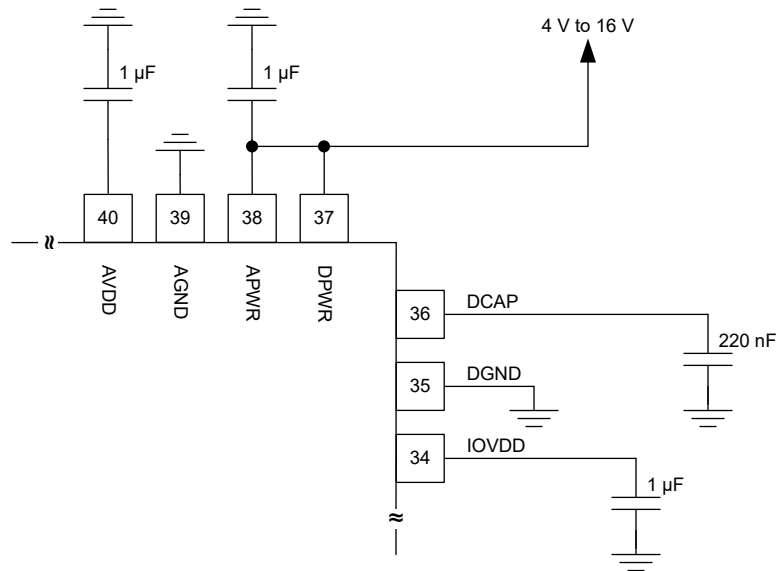 4 V to 16 V
1 µF
1 µF
40
39
38
37
AVDD
AGND
APWR
DPWR
36
DCAP
220 nF
35
DGND
34
IOVDD
1 µF